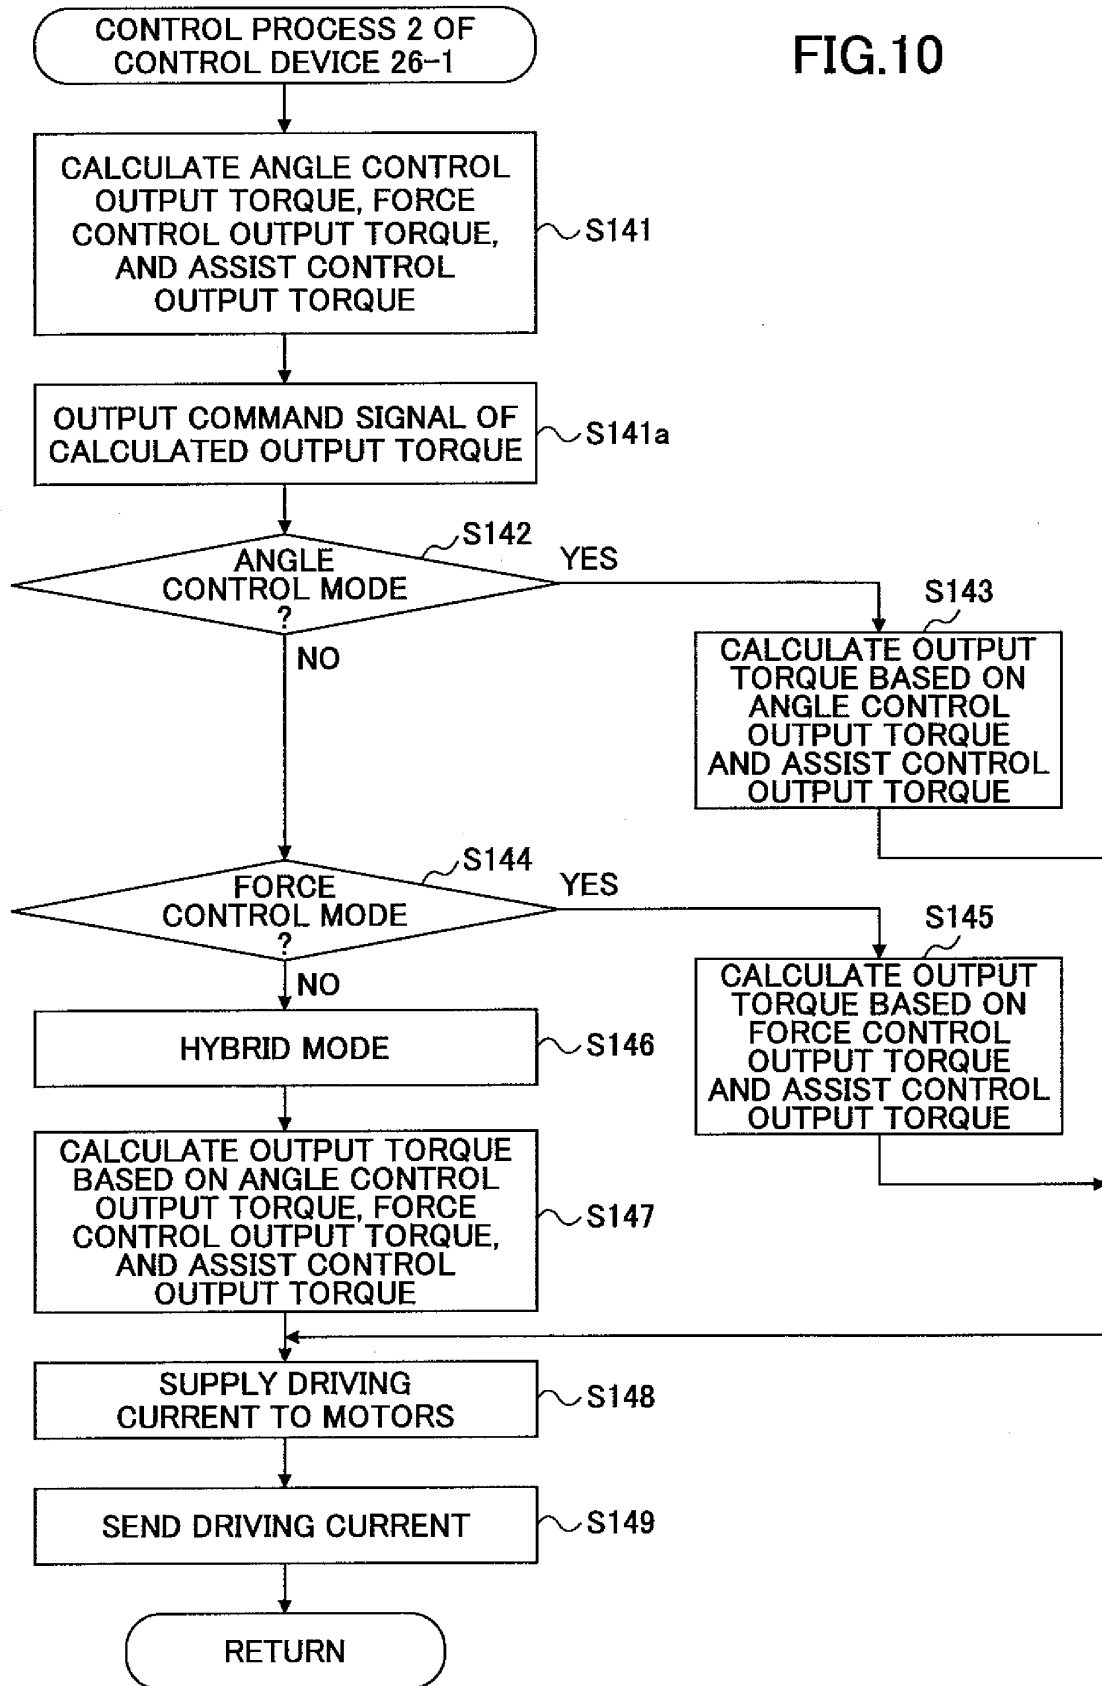 CONTROL PROCESS 2 OF
CONTROL DEVICE 26-1
FIG.10
CALCULATE ANGLE CONTROL
OUTPUT TORQUE, FORCE
CONTROL OUTPUT TORQUE,
AND ASSIST CONTROL
OUTPUT TORQUE
S141
OUTPUT COMMAND SIGNAL OF
CALCULATED OUTPUT TORQUE
S141a
S142
ANGLE
CONTROL MODE
?
YES
NO
S143
CALCULATE OUTPUT
TORQUE BASED ON
ANGLE CONTROL
OUTPUT TORQUE
AND ASSIST CONTROL
OUTPUT TORQUE
S144
FORCE
CONTROL MODE
?
YES
NO
S145
CALCULATE OUTPUT
TORQUE BASED ON
FORCE CONTROL
OUTPUT TORQUE
AND ASSIST CONTROL
OUTPUT TORQUE
HYBRID MODE
S146
CALCULATE OUTPUT TORQUE
BASED ON ANGLE CONTROL
OUTPUT TORQUE, FORCE
CONTROL OUTPUT TORQUE,
AND ASSIST CONTROL
OUTPUT TORQUE
S147
SUPPLY DRIVING
CURRENT TO MOTORS
S148
SEND DRIVING CURRENT
S149
RETURN